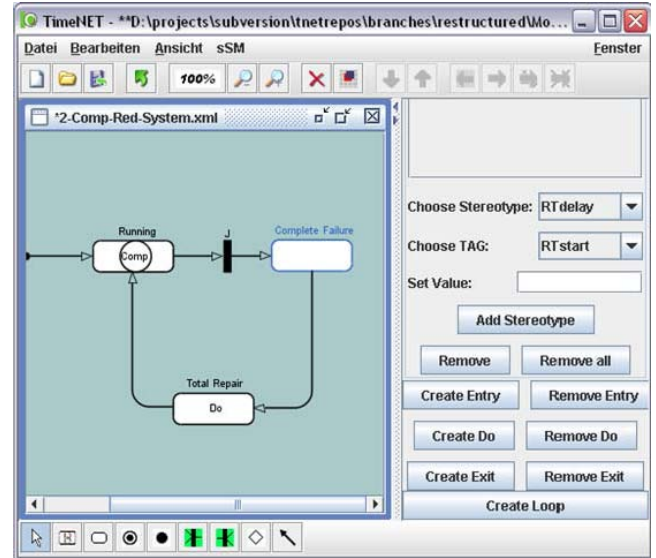 TimeNET - **D:\projects\subversion\tnetrepos\branches\restructured\Mo...
Datei Bearbeiten Ansicht sSM Fenster
100%
*2-Comp-Red-System.xml
Running
J
Complete Failure
Comp
Total Repair
Do
Choose Stereotype: RTdelay
Choose TAG: RTstart
Set Value:
Add Stereotype
Remove Remove all
Create Entry Remove Entry
Create Do Remove Do
Create Exit Remove Exit
Create Loop
R